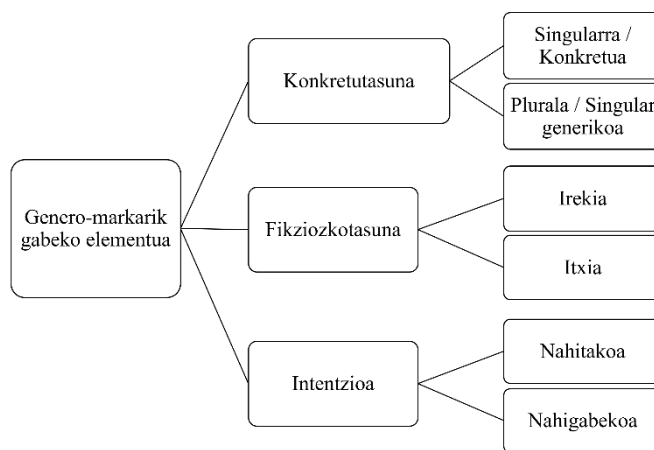 Genero-markarik
gabeko elementua
Konkretutasuna
Singularra /
Konkretua
Plurala / Singular
generikoa
Fikziozkotasuna
Irekia
Itxia
Intentzioa
Nahitakoa
Nahigabekoa